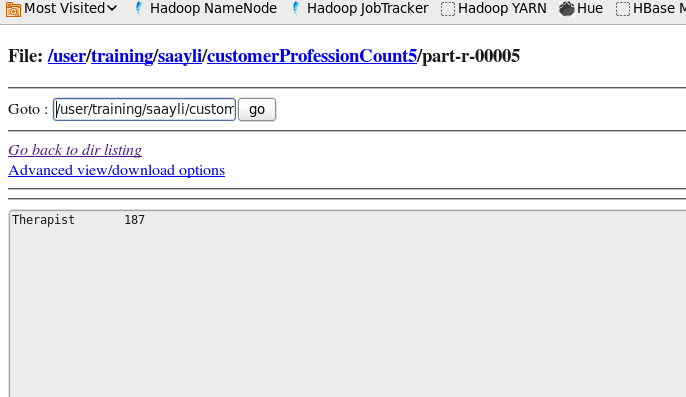 Most Visited Hadoop NameNode Hadoop JobTracker Hadoop YARN Hue HBase M
File: /user/training/saayli/customerProfessionCount5/part-r-00005
Goto : /user/training/saayli/custom go
Go back to dir listing
Advanced view/download options
Therapist 187